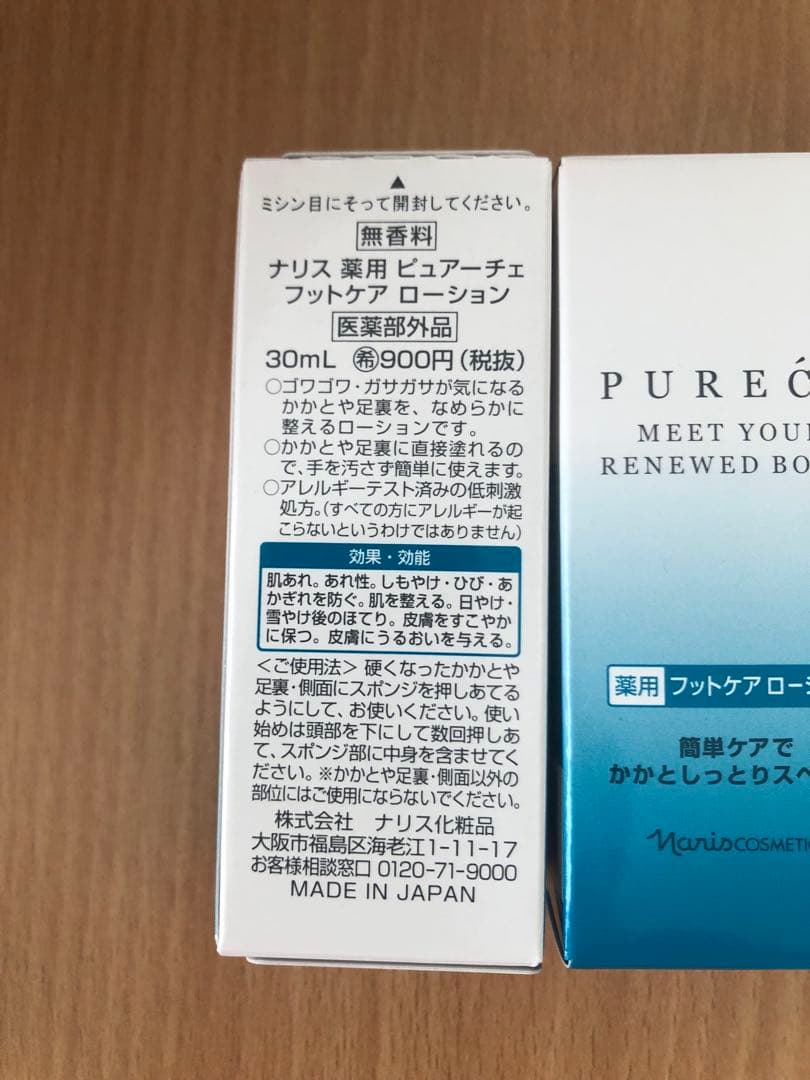 ▲
ミシン目にそって開封してください。
無香料
ナリス 薬用 ピュアーチェ
フットケア ローション
医薬部外品
30mL ㊕900円(税抜)
○ゴワゴワ・ガサガサが気になる
かかとや足裏を、なめらかに
整えるローションです。
○かかとや足裏に直接塗れるの
で、手を汚さず簡単に使えます。
○アレルギーテスト済みの低刺激
処方。(すべての方にアレルギーが起
こらないというわけではありません)
効果・効能
肌あれ。あれ性。しもやけ・ひび・あ
かぎれを防ぐ。肌を整える。日やけ・
雪やけ後のほてり。皮膚をすこやか
に保つ。皮膚にうるおいを与える。
<ご使用法> 硬くなったかかとや
足裏・側面にスポンジを押しあてる
ようにして、お使いください。使い
始めは頭部を下にして数回押しあ
て、スポンジ部に中身を含ませてく
ださい。※かかとや足裏・側面以外の
部位にはご使用にならないでください。
株式会社 ナリス化粧品
大阪市福島区海老江1-11-17
お客様相談窓口 0120-71-9000
MADE IN JAPAN
PUREĆ
MEET YOU
RENEWED BO
薬用 フットケア ロー
簡単ケアで
かかとしっとりスペ
NarisCOSMETI